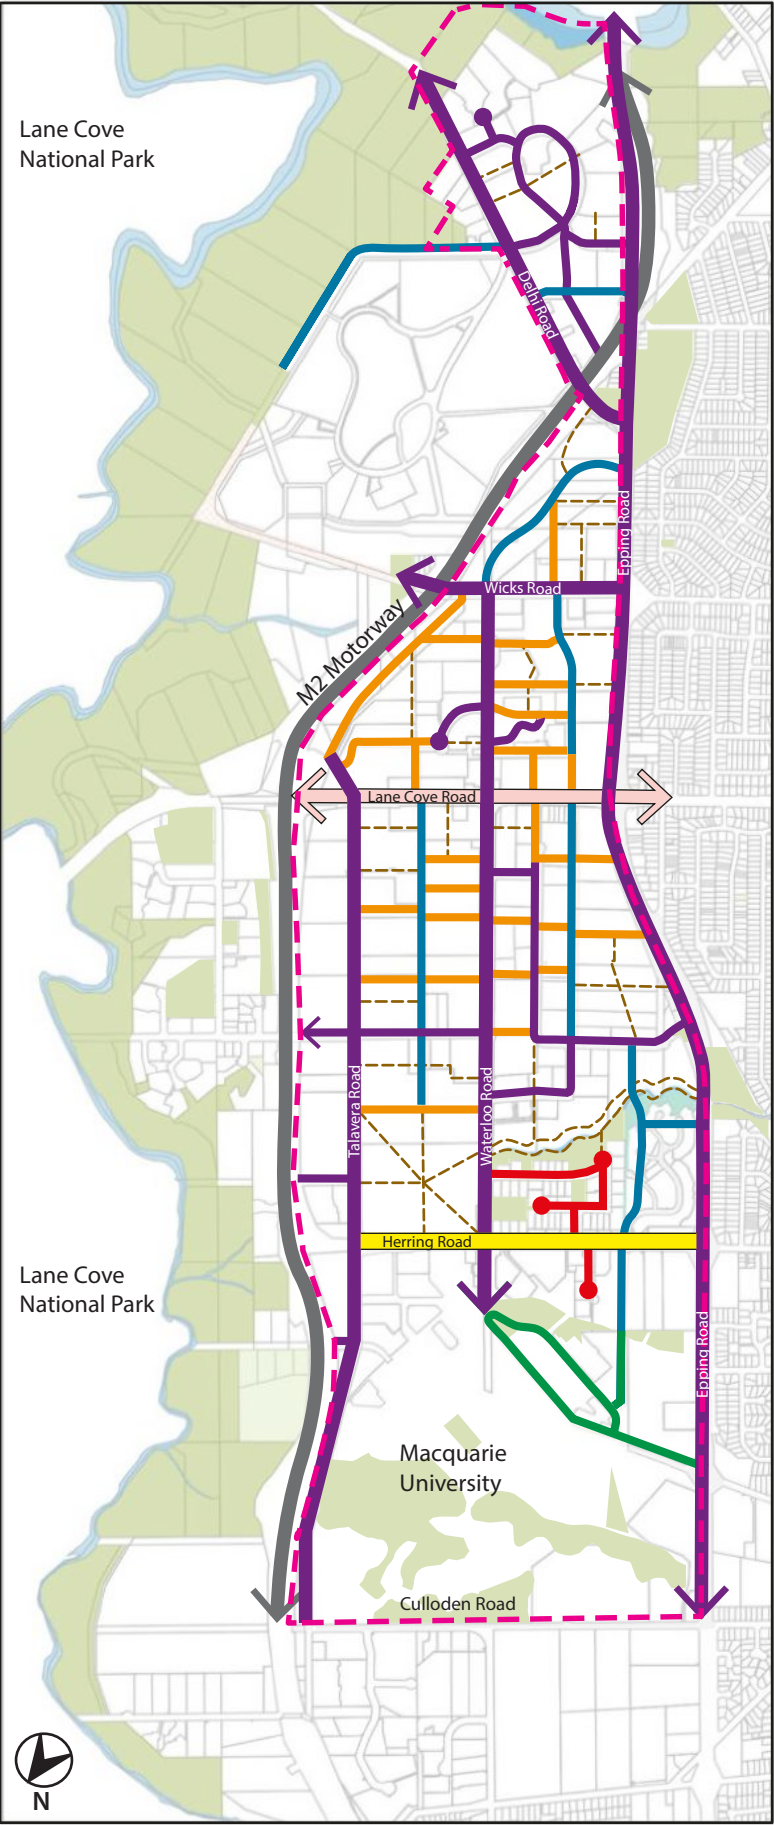 Lane Cove
National Park
Delhi Road
Epping Road
Wicks Road
M2 Motorway
Lane Cove Road
Talavera Road
Waterloo Road
Herring Road
Lane Cove
National Park
Epping Road
Macquarie
University
Culloden Road
N